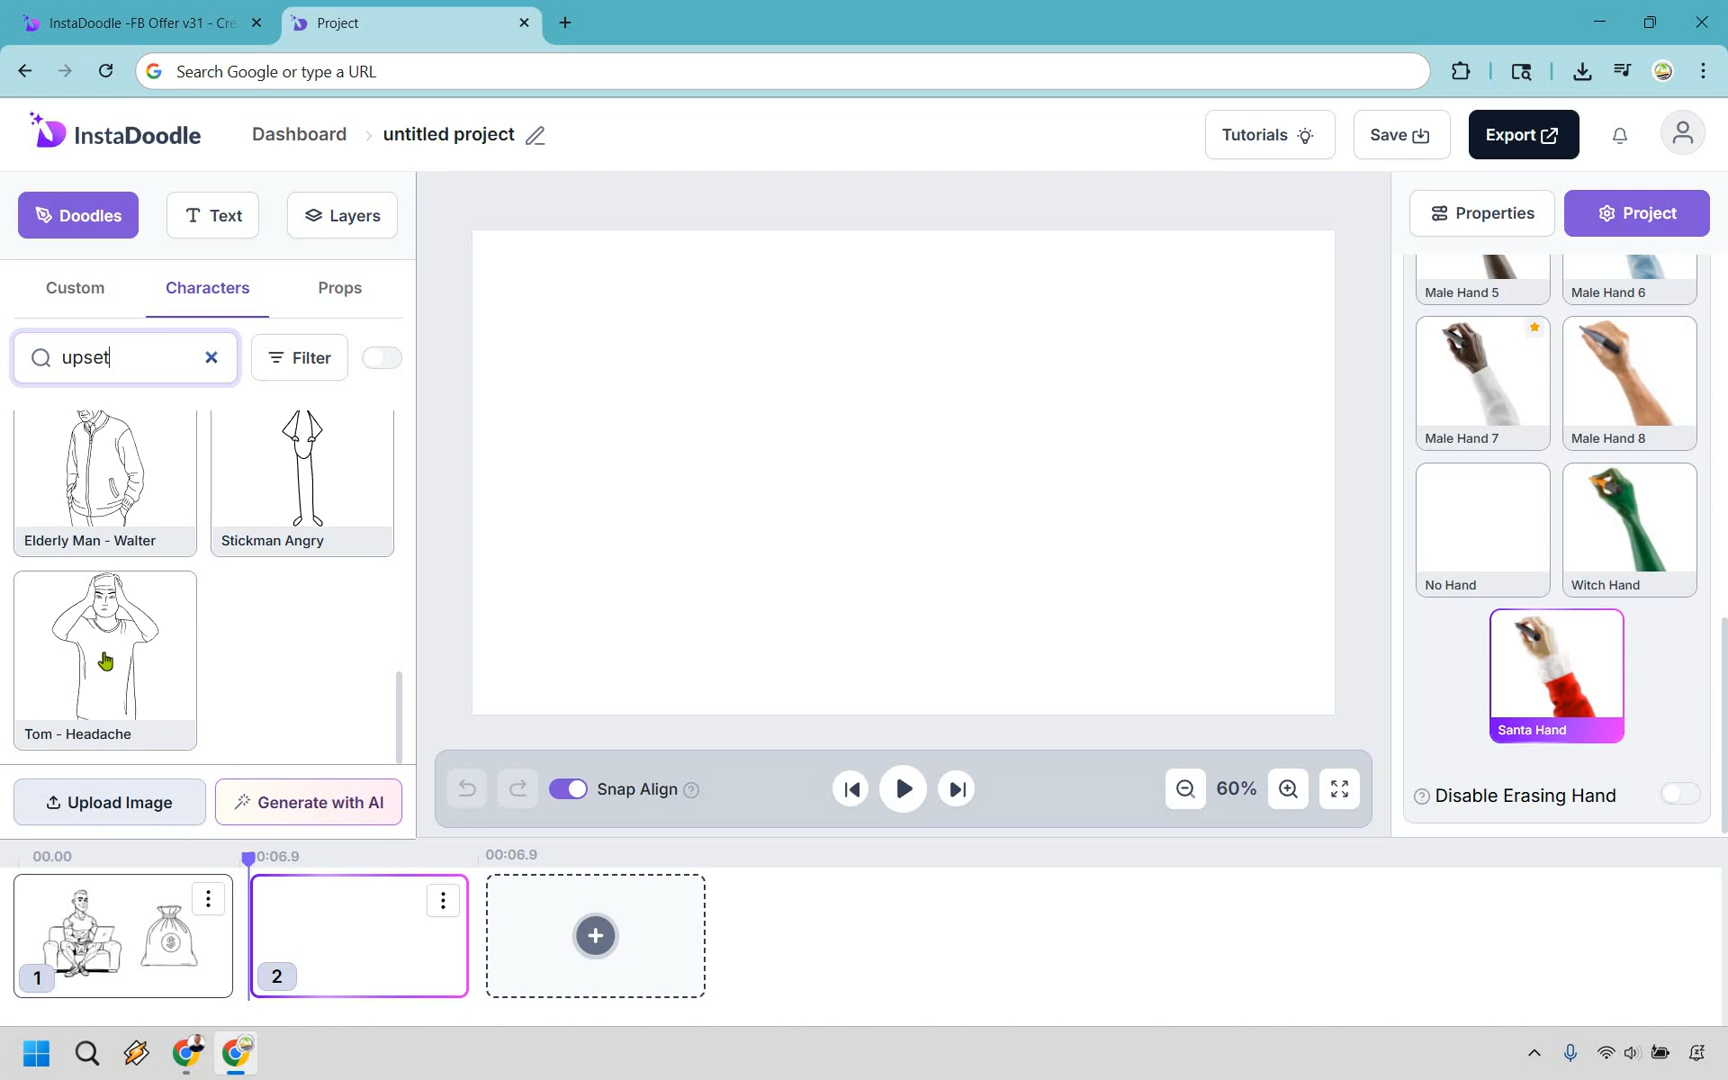 InstaDoodle -FB Offer v31 - Cre
Project
Search Google or type a URL
InstaDoodle
Dashboard
untitled project
Tutorials
Save
Export
Doodles
Text
Layers
Properties
Project
Custom
Characters
Props
upset
Filter
Elderly Man - Walter
Stickman Angry
Tom - Headache
Male Hand 5
Male Hand 6
Male Hand 7
Male Hand 8
No Hand
Witch Hand
Santa Hand
Disable Erasing Hand
Upload Image
Generate with AI
Snap Align
60%
00.00
0:06.9
00:06.9
1
2